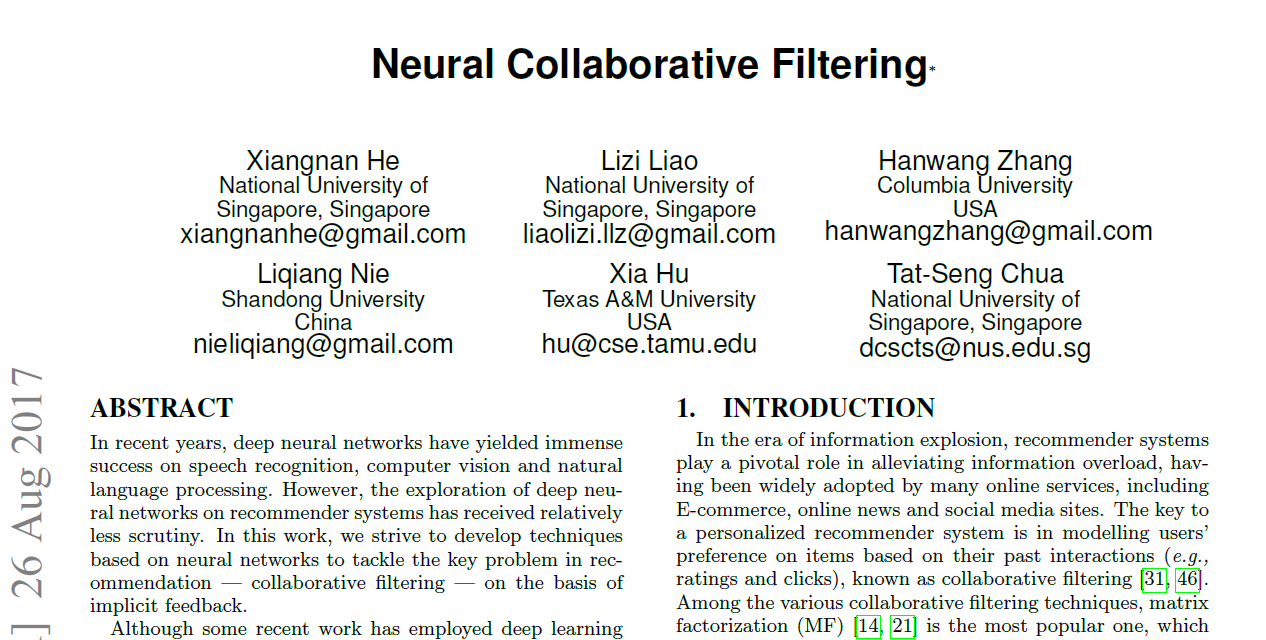 Neural Collaborative Filtering*
Xiangnan He
National University of
Singapore, Singapore
xiangnanhe@gmail.com
Lizi Liao
National University of
Singapore, Singapore
liaolizi.llz@gmail.com
Hanwang Zhang
Columbia University
USA
hanwangzhang@gmail.com
Liqiang Nie
Shandong University
China
nieliqiang@gmail.com
Xia Hu
Texas A&M University
USA
hu@cse.tamu.edu
Tat-Seng Chua
National University of
Singapore, Singapore
dcscts@nus.edu.sg
] 26 Aug 2017
ABSTRACT
In recent years, deep neural networks have yielded immense
success on speech recognition, computer vision and natural
language processing. However, the exploration of deep neu-
ral networks on recommender systems has received relatively
less scrutiny. In this work, we strive to develop techniques
based on neural networks to tackle the key problem in rec-
ommendation — collaborative filtering — on the basis of
implicit feedback.
Although some recent work has employed deep learning
1. INTRODUCTION
In the era of information explosion, recommender systems
play a pivotal role in alleviating information overload, hav-
ing been widely adopted by many online services, including
E-commerce, online news and social media sites. The key to
a personalized recommender system is in modelling users'
preference on items based on their past interactions (e.g.,
ratings and clicks), known as collaborative filtering [31, 46].
Among the various collaborative filtering techniques, matrix
factorization (MF) [14, 21] is the most popular one, which